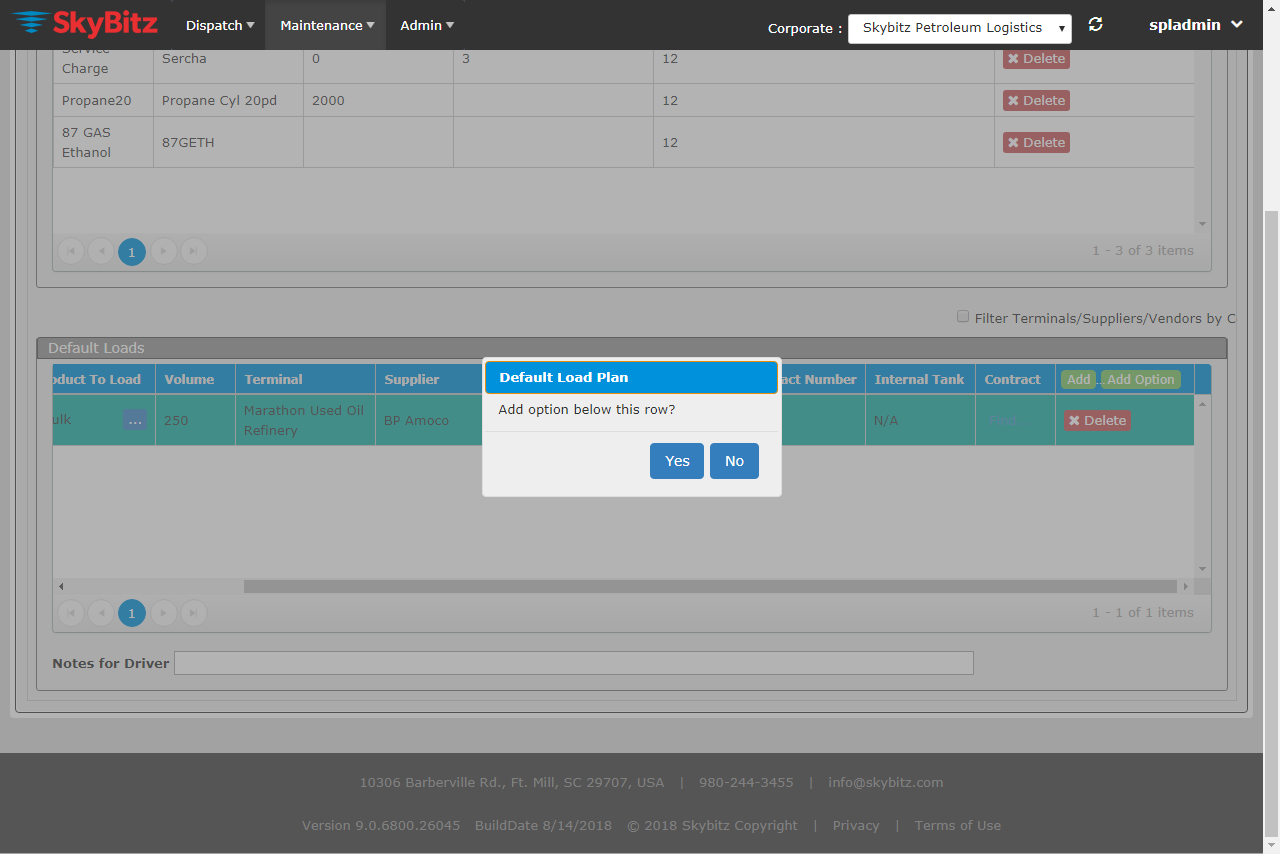 SkyBitz
Dispatch
Maintenance
Admin
Corporate :
Skybitz Petroleum Logistics
spladmin
Service
Charge
Sercha
0
3
12
Delete
Propane20
Propane Cyl 20pd
2000
12
Delete
87 GAS
Ethanol
87GETH
12
Delete
1
1 - 3 of 3 items
Filter Terminals/Suppliers/Vendors by C
Default Loads
oduct To Load
Volume
Terminal
Supplier
act Number
Internal Tank
Contract
Add
Add Option
ulk
...
250
Marathon Used Oil
Refinery
BP Amoco
N/A
Find
Delete
Default Load Plan
Add option below this row?
Yes
No
1
1 - 1 of 1 items
Notes for Driver
10306 Barberville Rd., Ft. Mill, SC 29707, USA | 980-244-3455 | info@skybitz.com
Version 9.0.6800.26045 BuildDate 8/14/2018 © 2018 Skybitz Copyright | Privacy | Terms of Use